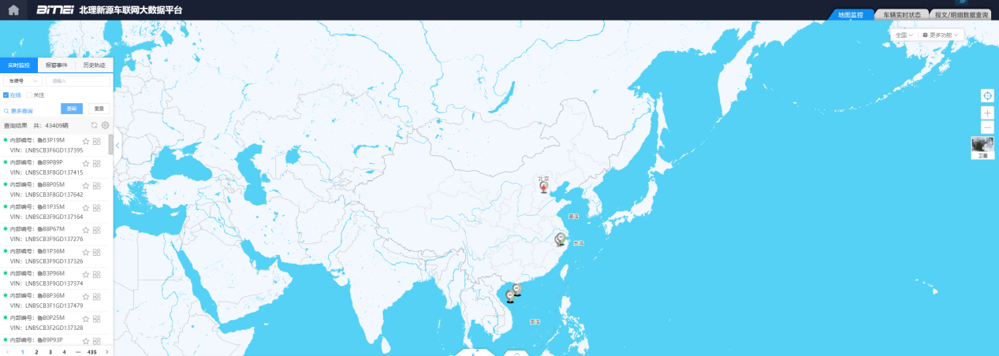 BITNEI 北理新源车联网大数据平台
地图监控 车辆实时状态 报文/明细数据查询
全国 更多功能
实时监控 报警事件 历史轨迹
车牌号 请输入
在线 关注
更多查询 查询 重置
查询结果 共：43409辆
内部编号：鲁B3P19M
VIN：LNBSCB3F6GD137395
内部编号：鲁B9P89P
VIN：LNBSCB3F8GD137415
内部编号：鲁B8P05M
VIN：LNBSCB3F8GD137642
内部编号：鲁B1P35M
VIN：LNBSCB3F9GD137164
内部编号：鲁B8P67M
VIN：LNBSCB3F8GD137276
内部编号：鲁B1P36M
VIN：LNBSCB3F9GD137326
内部编号：鲁B3P96M
VIN：LNBSCB3F9GD137374
内部编号：鲁B8P36M
VIN：LNBSCB3F1GD137479
内部编号：鲁B0P25M
VIN：LNBSCB3F2GD137328
内部编号：鲁B9P93P
1 2 3 4 ··· 435
北京
黄海
东海
南海
卫星